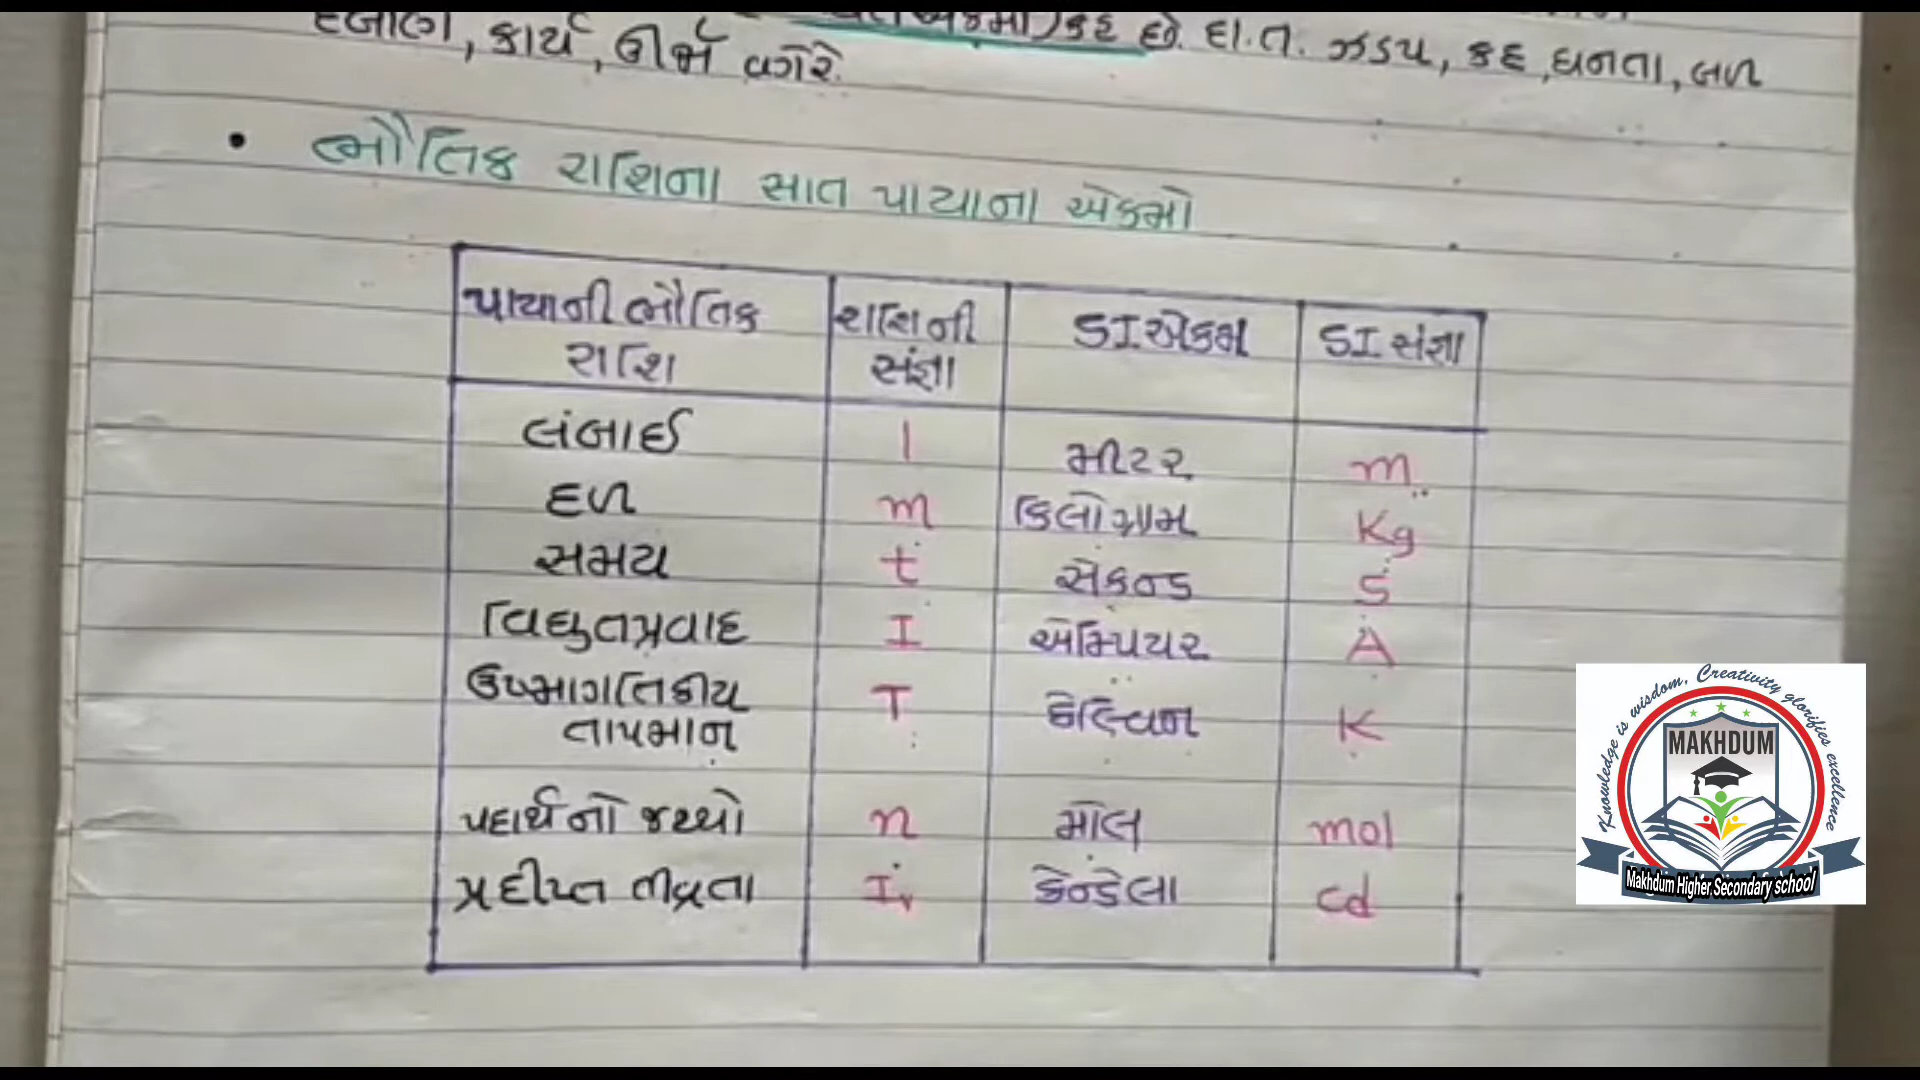 દબાણ, કાર્ય, ઊર્જા વગેરે.
કહે છે. દા.ત. ઝડપ, કદ, ઘનતા, બળ
• ભૌતિક રાશિના સાત પાયાના એકમો
પાયાની ભૌતિક રાશિ | રાશિની સંજ્ઞા | SI એકમ | SI સંજ્ઞા
લંબાઈ | l | મીટર | m
દળ | m | કિલોગ્રામ | Kg
સમય | t | સેકન્ડ | S
વિદ્યુતપ્રવાહ | I | એમ્પિયર | A
ઉષ્માગતિકીય તાપમાન | T | કેલ્વિન | K
પદાર્થનો જથ્થો | n | મોલ | mol
પ્રદીપ્ત તીવ્રતા | Iv | કેન્ડેલા | cd
Knowledge is wisdom, Creativity glorifies excellence
MAKHDUM
Makhdum Higher Secondary school